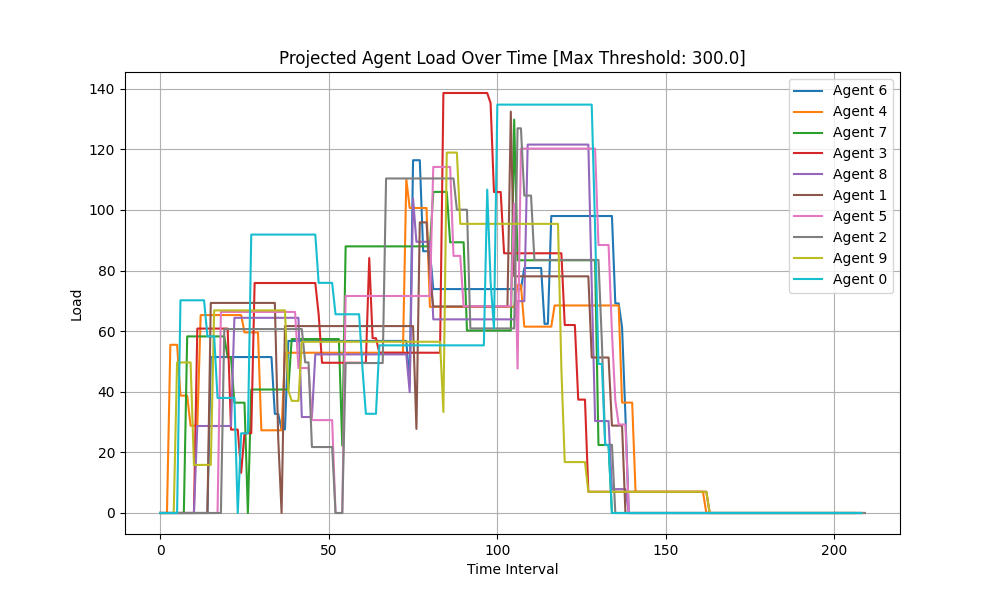 Projected Agent Load Over Time [Max Threshold: 300.0]
Load
140
120
100
80
60
40
20
0
0 50 100 150 200
Time Interval
Agent 6
Agent 4
Agent 7
Agent 3
Agent 8
Agent 1
Agent 5
Agent 2
Agent 9
Agent 0